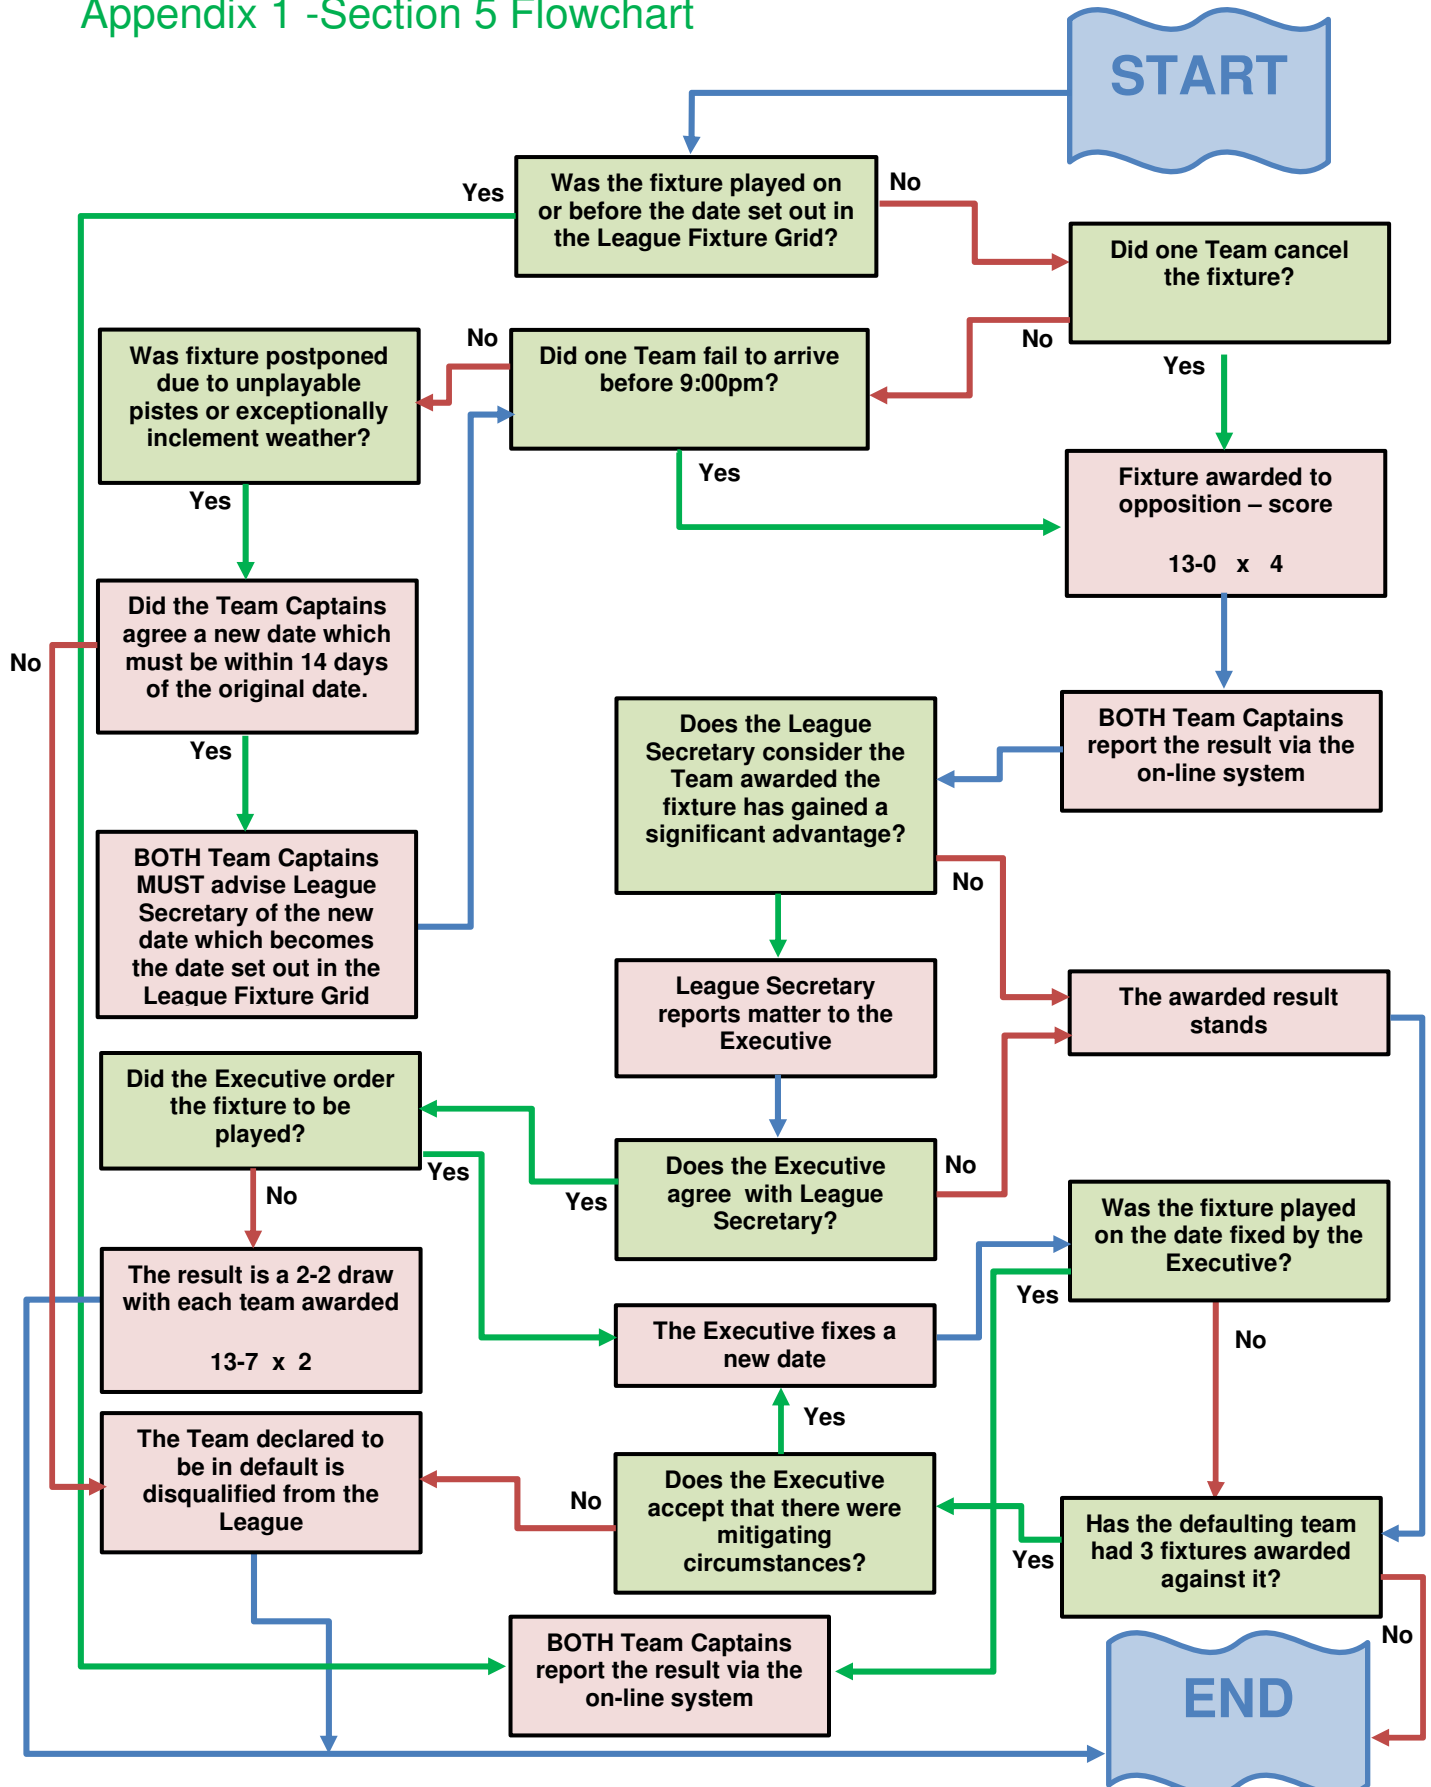 Appendix 1 -Section 5 Flowchart
START
Yes
Was the fixture played on
or before the date set out in
the League Fixture Grid?
No
Did one Team cancel
the fixture?
No
Yes
Did one Team fail to arrive
before 9:00pm?
No
Yes
Was fixture postponed
due to unplayable
pistes or exceptionally
inclement weather?
Yes
Fixture awarded to
opposition – score
13-0 x 4
Did the Team Captains
agree a new date which
must be within 14 days
of the original date.
No
Yes
BOTH Team Captains
report the result via the
on-line system
Does the League
Secretary consider the
Team awarded the
fixture has gained a
significant advantage?
No
BOTH Team Captains
MUST advise League
Secretary of the new
date which becomes
the date set out in the
League Fixture Grid
League Secretary
reports matter to the
Executive
The awarded result
stands
Did the Executive order
the fixture to be
played?
Yes
No
Does the Executive
agree with League
Secretary?
Yes
No
Was the fixture played
on the date fixed by the
Executive?
Yes
No
The result is a 2-2 draw
with each team awarded
13-7 x 2
The Executive fixes a
new date
Yes
The Team declared to
be in default is
disqualified from the
League
No
Does the Executive
accept that there were
mitigating
circumstances?
Yes
Has the defaulting team
had 3 fixtures awarded
against it?
No
BOTH Team Captains
report the result via the
on-line system
END